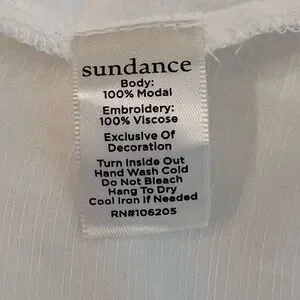 sundance
Body:
100% Modal
Embroidery:
100% Viscose
Exclusive Of
Decoration
Turn Inside Out
Hand Wash Cold
Do Not Bleach
Hang To Dry
Cool Iron if Needed
RN#106205